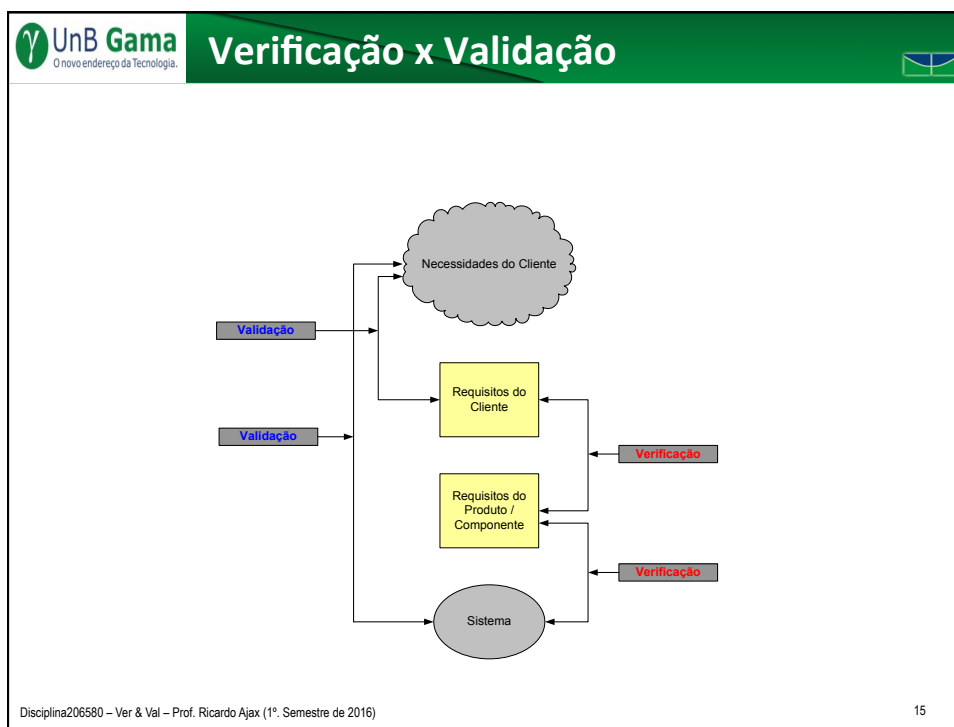 γ UnB Gama
O novo endereço da Tecnologia.
Verificação x Validação
Necessidades do Cliente
Validação
Requisitos do
Cliente
Validação
Verificação
Requisitos do
Produto /
Componente
Verificação
Sistema
Disciplina206580 – Ver & Val – Prof. Ricardo Ajax (1º. Semestre de 2016)
15